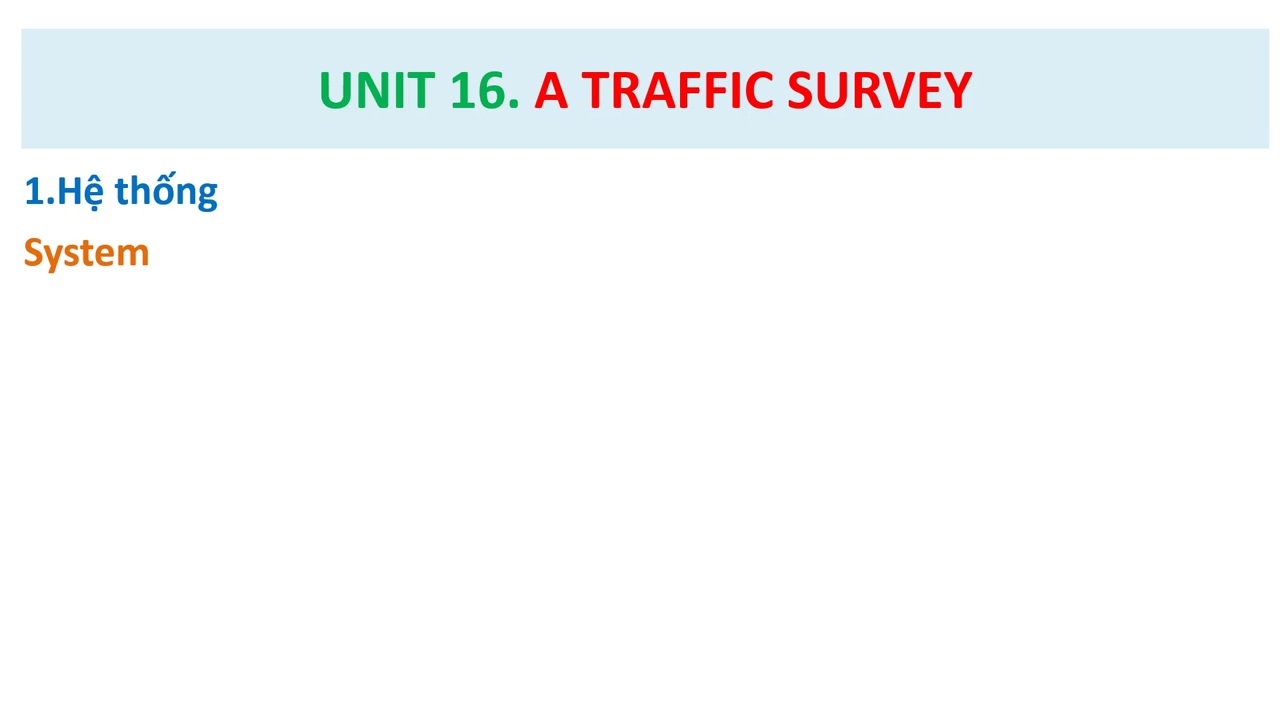 UNIT 16. A TRAFFIC SURVEY
1.Hệ thống
System